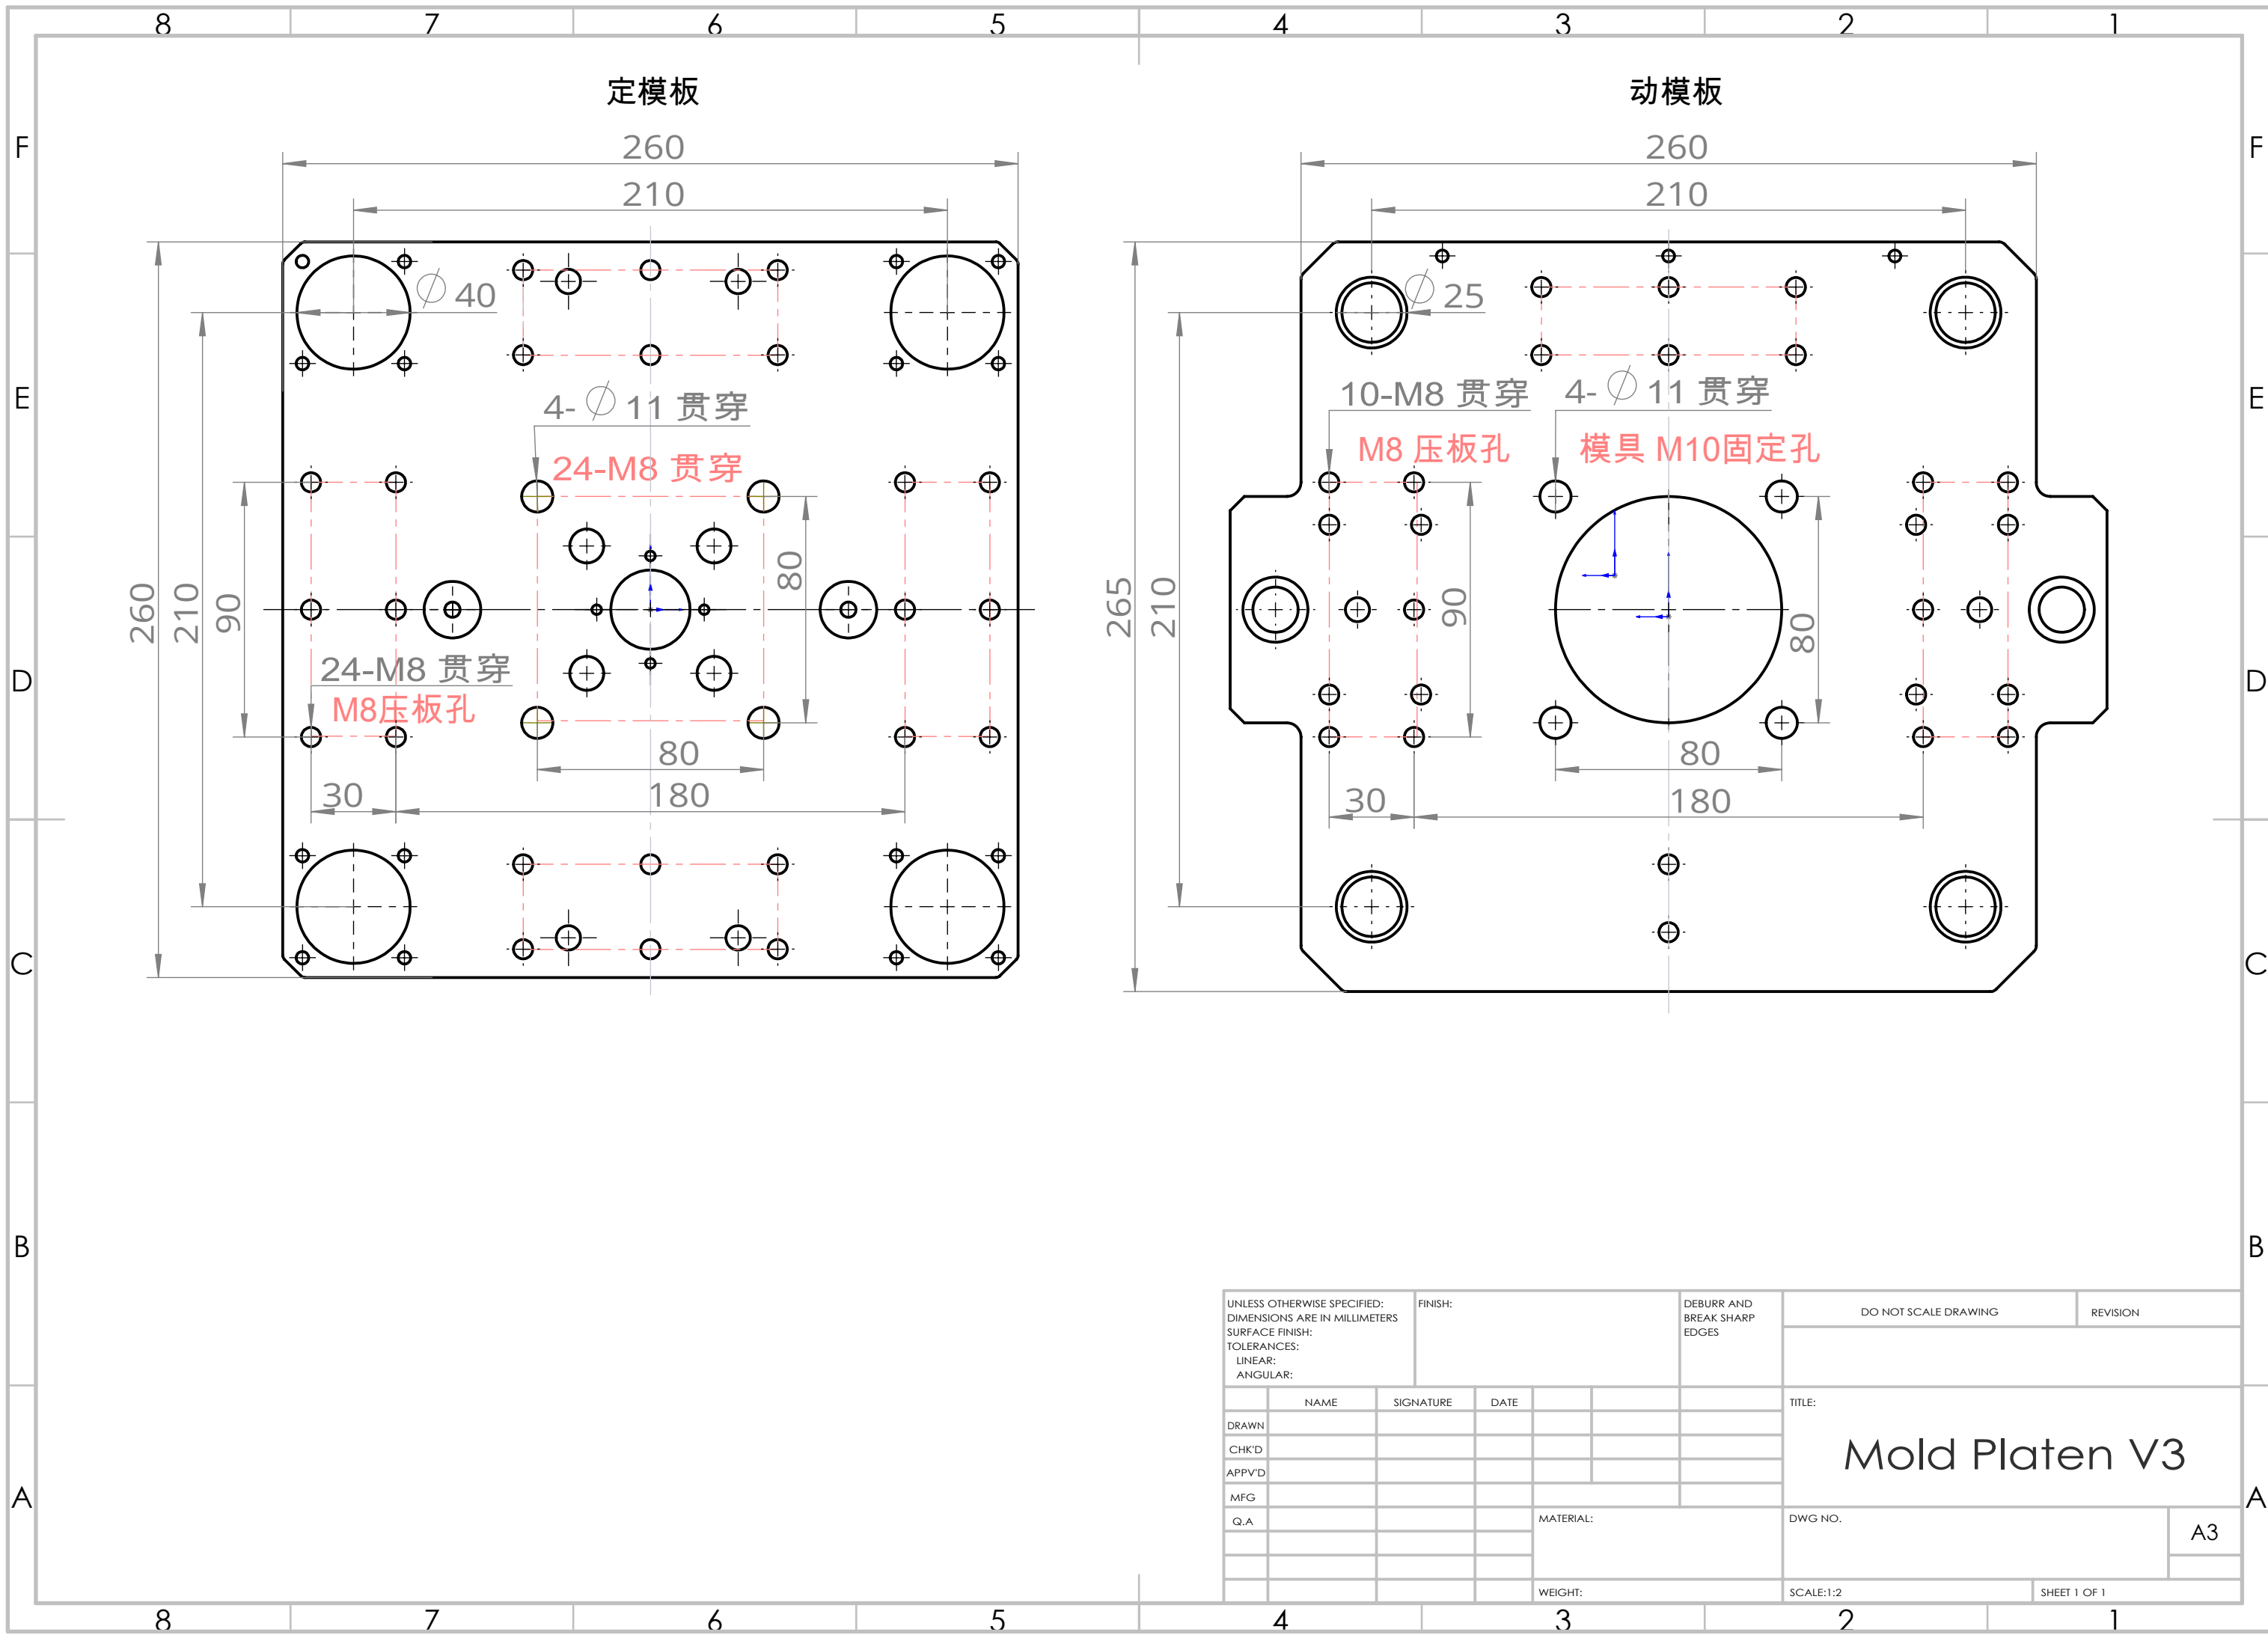 8 7 6 5 4 3 2 1
定模板
动模板
F
F
260
260
210
210
⌀ 40
⌀ 25
E
E
4-⌀ 11 贯穿
24-M8 贯穿
10-M8 贯穿
4-⌀ 11 贯穿
M8 压板孔
模具 M10固定孔
260
210
90
80
265
210
90
80
D
D
24-M8 贯穿
M8压板孔
80
80
30
180
30
180
C
C
B
B
A
A
UNLESS OTHERWISE SPECIFIED:
DIMENSIONS ARE IN MILLIMETERS
SURFACE FINISH:
TOLERANCES:
LINEAR:
ANGULAR:
FINISH:
DEBURR AND
BREAK SHARP
EDGES
DO NOT SCALE DRAWING
REVISION
NAME
SIGNATURE
DATE
TITLE:
DRAWN
CHK'D
APPV'D
MFG
Q.A
Mold Platen V3
MATERIAL:
DWG NO.
A3
WEIGHT:
SCALE:1:2
SHEET 1 OF 1
8 7 6 5 4 3 2 1